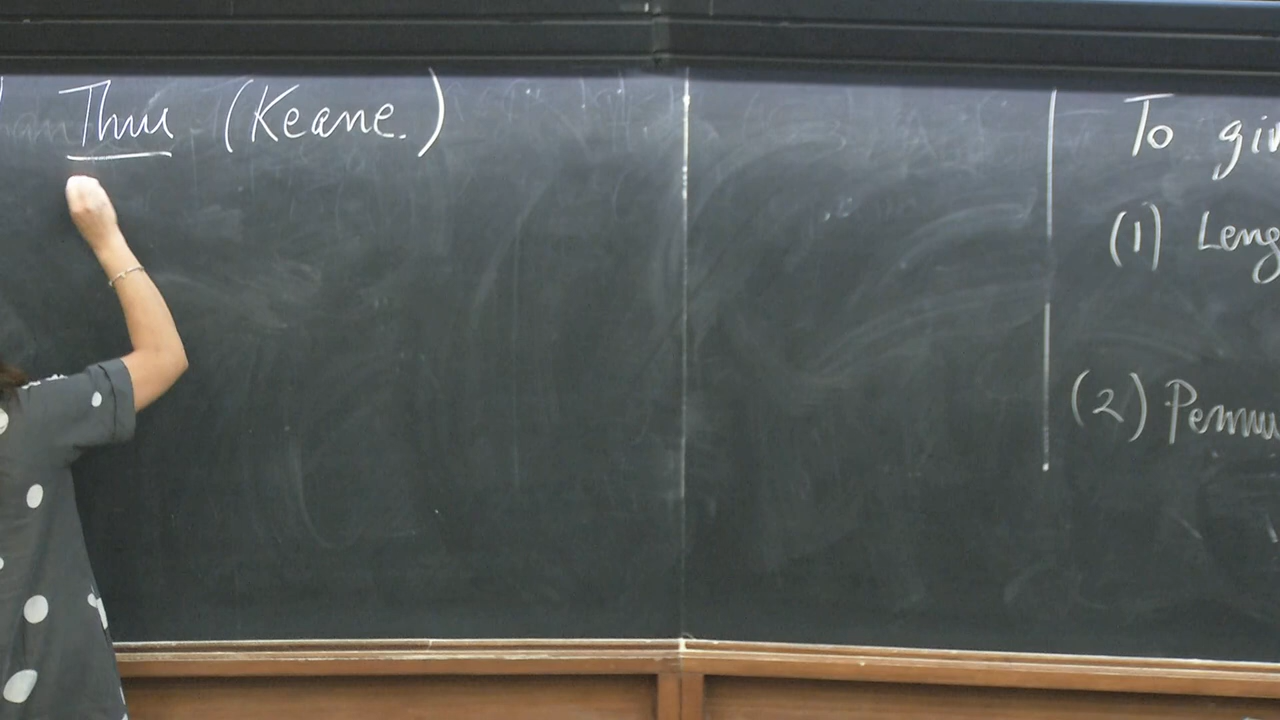 Thm (Keane.)
To giv
(1) Leng
(2) Permu